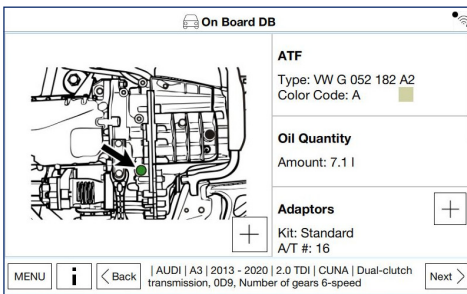 On Board DB
ATF
Type: VW G 052 182 A2
Color Code: A
Oil Quantity
Amount: 7.1 l
Adaptors
Kit: Standard
A/T #: 16
MENU
i
< Back
| AUDI | A3 | 2013 - 2020 | 2.0 TDI | CUNA | Dual-clutch
transmission, 0D9, Number of gears 6-speed
Next >